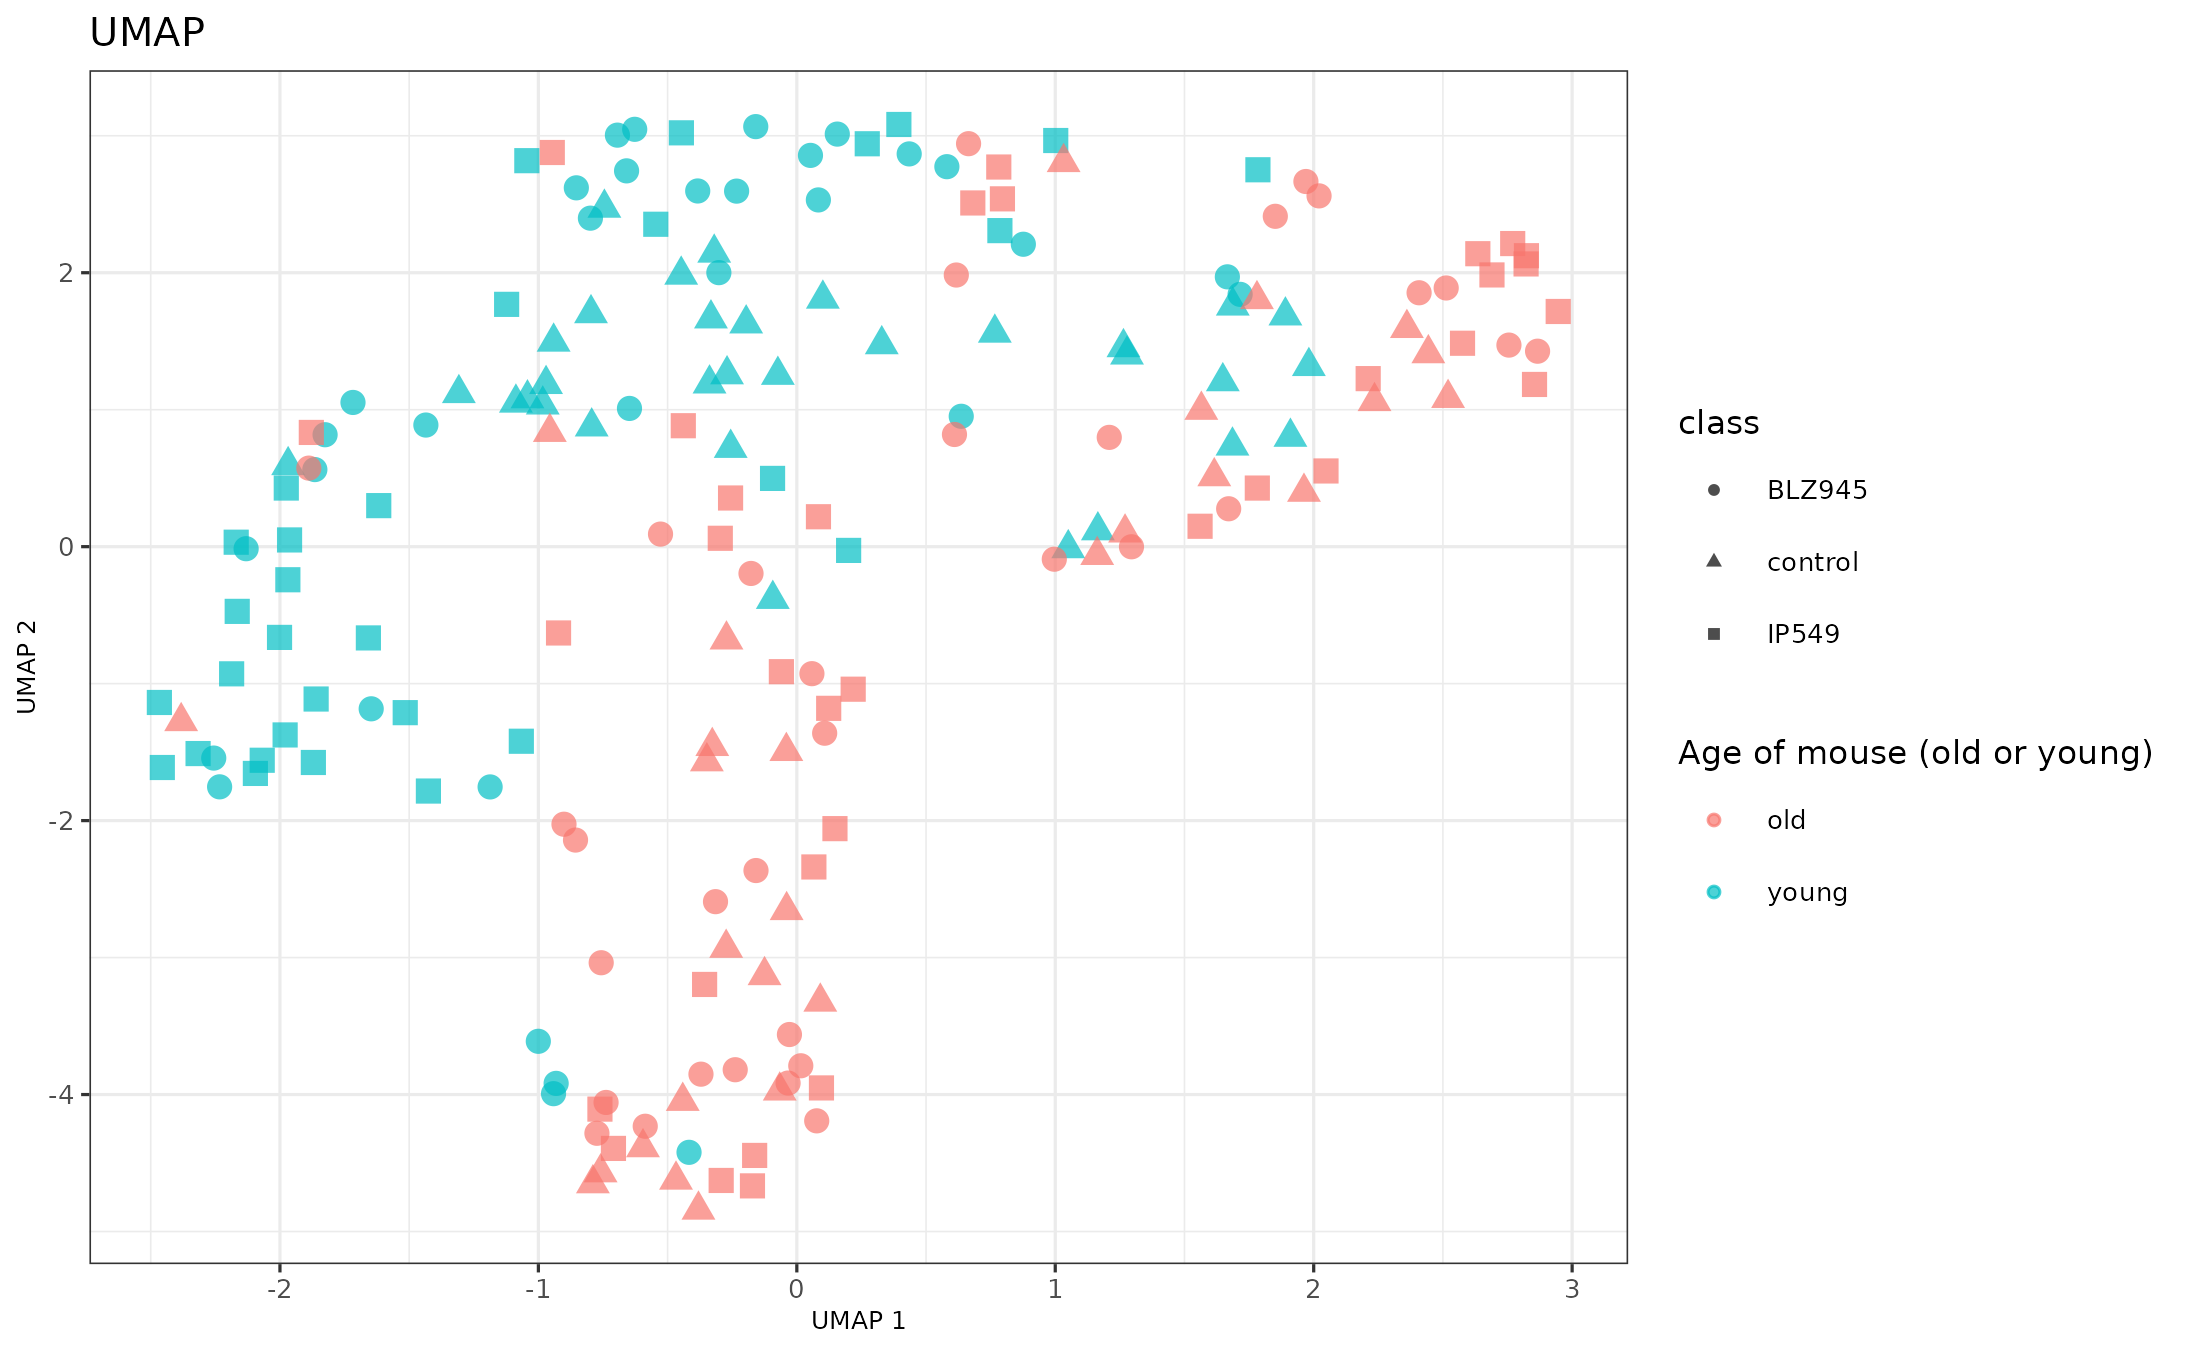 UMAP
UMAP 2
2
0
-2
-4
-2
-1
0
1
2
3
UMAP 1
class
BLZ945
control
IP549
Age of mouse (old or young)
old
young